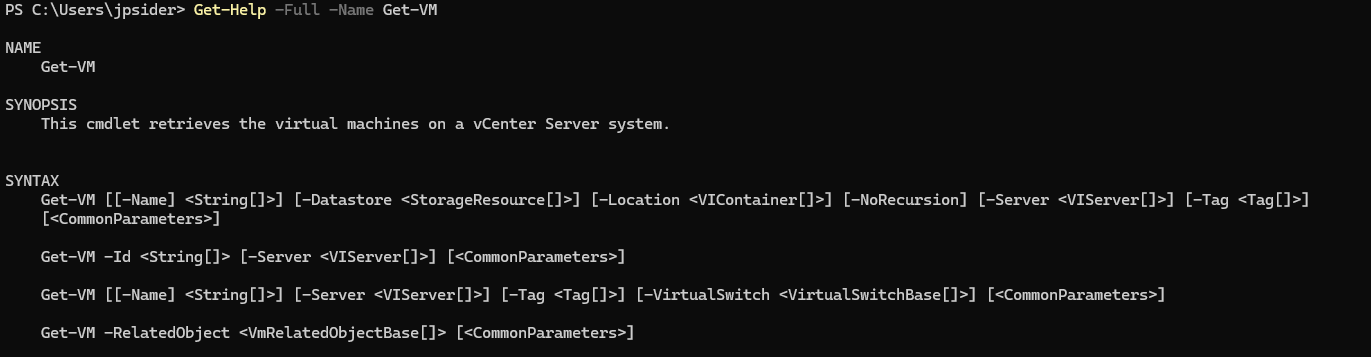 PS C:\Users\jpsider> Get-Help -Full -Name Get-VM
NAME
Get-VM
SYNOPSIS
This cmdlet retrieves the virtual machines on a vCenter Server system.
SYNTAX
Get-VM [[-Name] <String[]>] [-Datastore <StorageResource[]>] [-Location <VIContainer[]>] [-NoRecursion] [-Server <VIServer[]>] [-Tag <Tag[]>]
[<CommonParameters>]
Get-VM -Id <String[]> [-Server <VIServer[]>] [<CommonParameters>]
Get-VM [[-Name] <String[]>] [-Server <VIServer[]>] [-Tag <Tag[]>] [-VirtualSwitch <VirtualSwitchBase[]>] [<CommonParameters>]
Get-VM -RelatedObject <VmRelatedObjectBase[]> [<CommonParameters>]